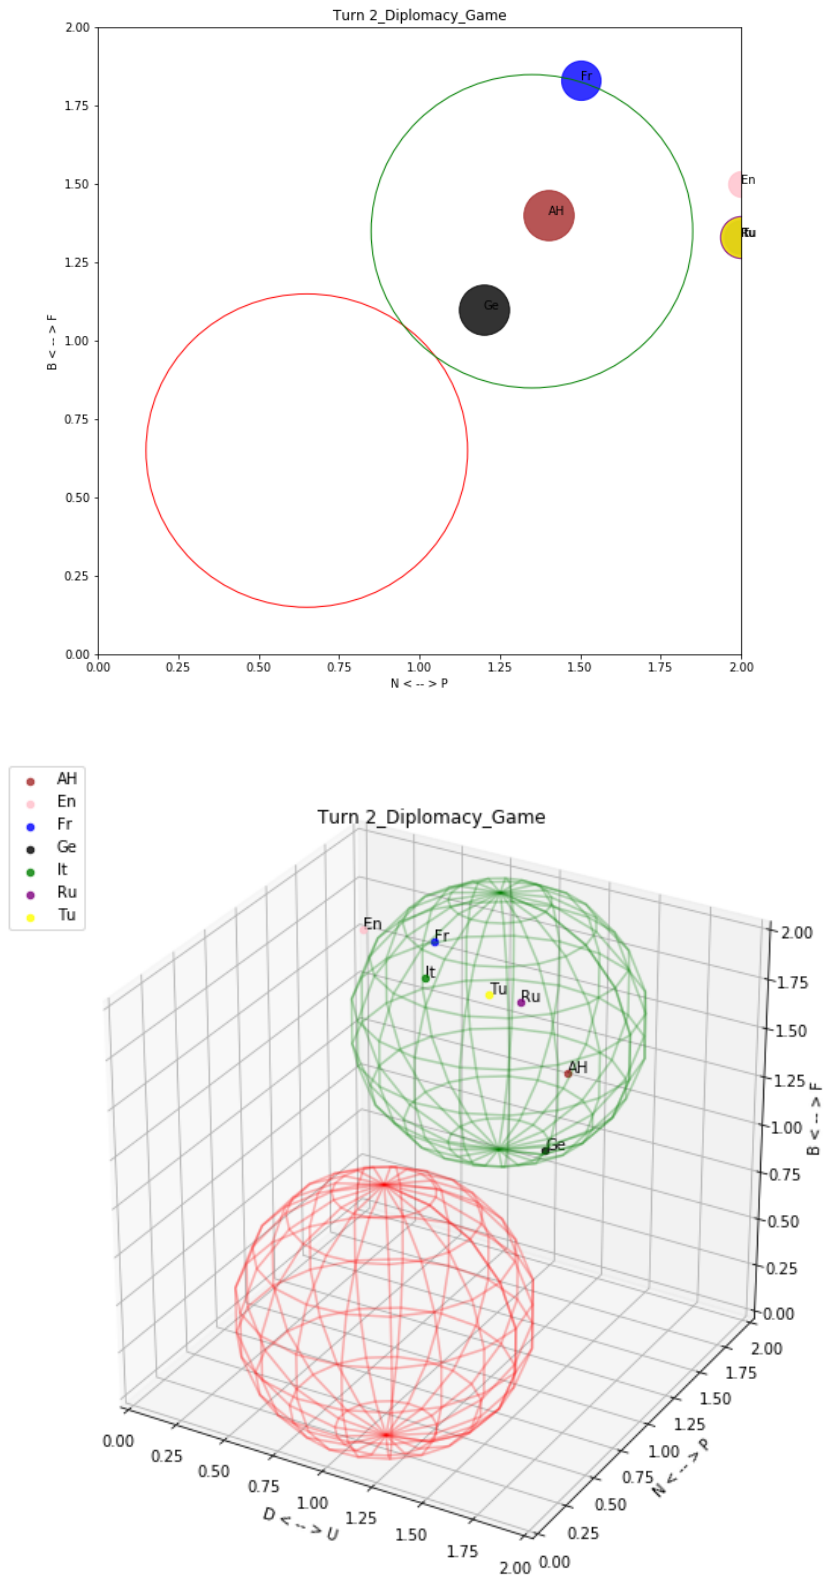 Turn 2_Diplomacy_Game
2.00
Fr
1.75
En
1.50
AH
Tu
1.25
Ge
1.00
B < -- > F
0.75
0.50
0.25
0.00
0.00 0.25 0.50 0.75 1.00 1.25 1.50 1.75 2.00
N < -- > P
AH
En
Fr
Ge
It
Ru
Tu
Turn 2_Diplomacy_Game
En
Fr
It
Tu
Ru
AH
Ge
2.00
1.75
1.50
1.25
1.00
0.75
0.50
0.25
0.00
B < -- > F
2.00
1.75
1.50
1.25
1.00
0.75
0.50
0.25
0.00
N < -- > P
0.00
0.25
0.50
0.75
1.00
1.25
1.50
1.75
2.00
D < -- > U